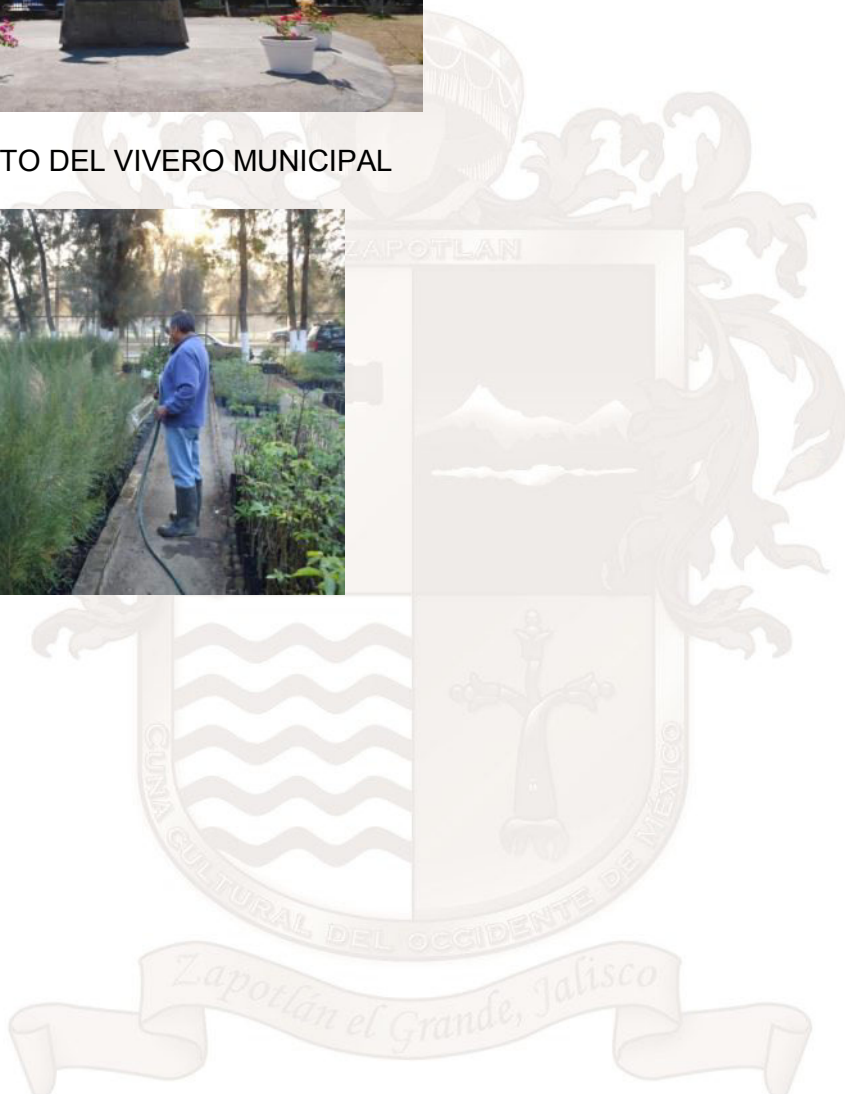 TO DEL VIVERO MUNICIPAL
ZAPOTLAN
CUNA CULTURAL DEL OCCIDENTE DE MÉXICO
Zapotlán el Grande, Jalisco